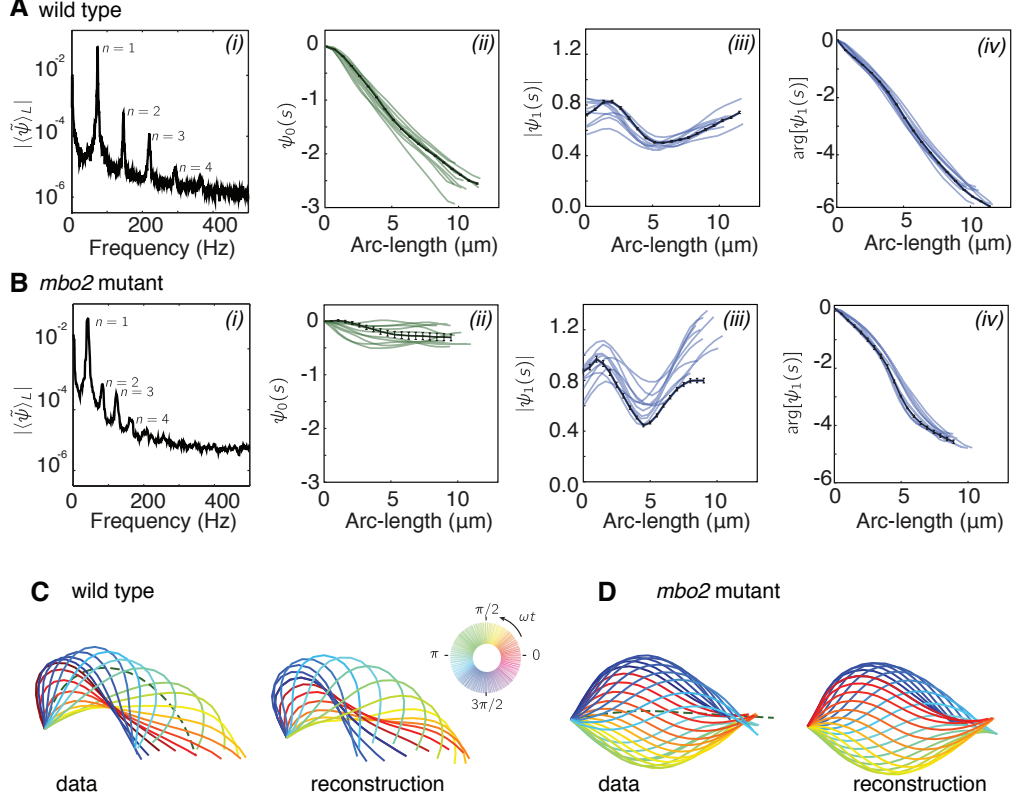 A wild type
(i)
n = 1
n = 2
n = 3
n = 4
10⁻²
10⁻⁴
10⁻⁶
|⟨ψ̃⟩_L|
0 200 400
Frequency (Hz)
(ii)
0
-1
-2
-3
ψ₀(s)
0 5 10
Arc-length (μm)
(iii)
1.2
0.8
0.4
0.0
|ψ₁(s)|
0 5 10
Arc-length (μm)
(iv)
0
-2
-4
-6
arg[ψ₁(s)]
0 5 10
Arc-length (μm)
B mbo2 mutant
(i)
n = 1
n = 2
n = 3
n = 4
10⁻²
10⁻⁴
10⁻⁶
|⟨ψ̃⟩_L|
0 200 400
Frequency (Hz)
(ii)
0
-1
-2
-3
ψ₀(s)
0 5 10
Arc-length (μm)
(iii)
1.2
0.8
0.4
0.0
|ψ₁(s)|
0 5 10
Arc-length (μm)
(iv)
0
-2
-4
-6
arg[ψ₁(s)]
0 5 10
Arc-length (μm)
C wild type
π/2
ωt
π
0
3π/2
data
reconstruction
D mbo2 mutant
data
reconstruction